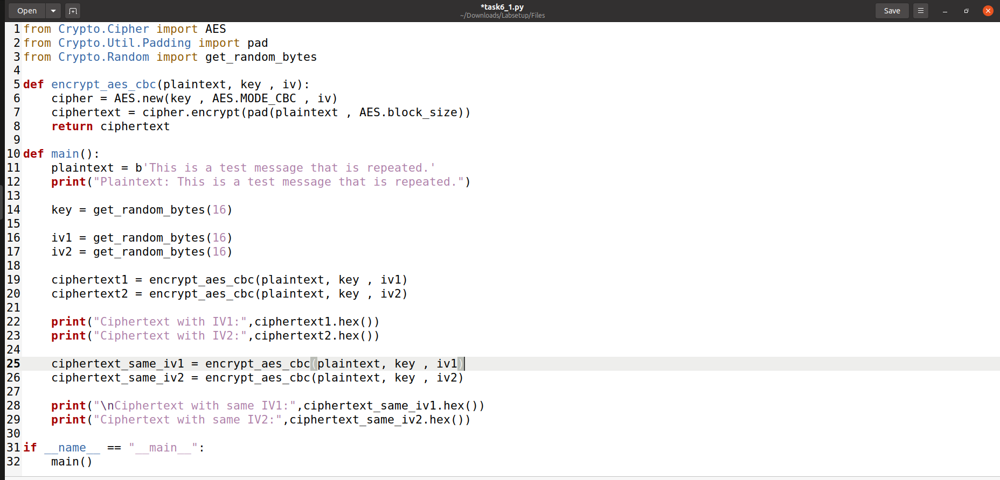 Open
*task6_1.py
~/Downloads/Labsetup/Files
Save
1 from Crypto.Cipher import AES
2 from Crypto.Util.Padding import pad
3 from Crypto.Random import get_random_bytes
4
5 def encrypt_aes_cbc(plaintext, key , iv):
6     cipher = AES.new(key , AES.MODE_CBC , iv)
7     ciphertext = cipher.encrypt(pad(plaintext , AES.block_size))
8     return ciphertext
9
10 def main():
11     plaintext = b'This is a test message that is repeated.'
12     print("Plaintext: This is a test message that is repeated.")
13
14     key = get_random_bytes(16)
15
16     iv1 = get_random_bytes(16)
17     iv2 = get_random_bytes(16)
18
19     ciphertext1 = encrypt_aes_cbc(plaintext, key , iv1)
20     ciphertext2 = encrypt_aes_cbc(plaintext, key , iv2)
21
22     print("Ciphertext with IV1:",ciphertext1.hex())
23     print("Ciphertext with IV2:",ciphertext2.hex())
24
25     ciphertext_same_iv1 = encrypt_aes_cbc(plaintext, key , iv1)
26     ciphertext_same_iv2 = encrypt_aes_cbc(plaintext, key , iv2)
27
28     print("\nCiphertext with same IV1:",ciphertext_same_iv1.hex())
29     print("Ciphertext with same IV2:",ciphertext_same_iv2.hex())
30
31 if __name__ == "__main__":
32     main()